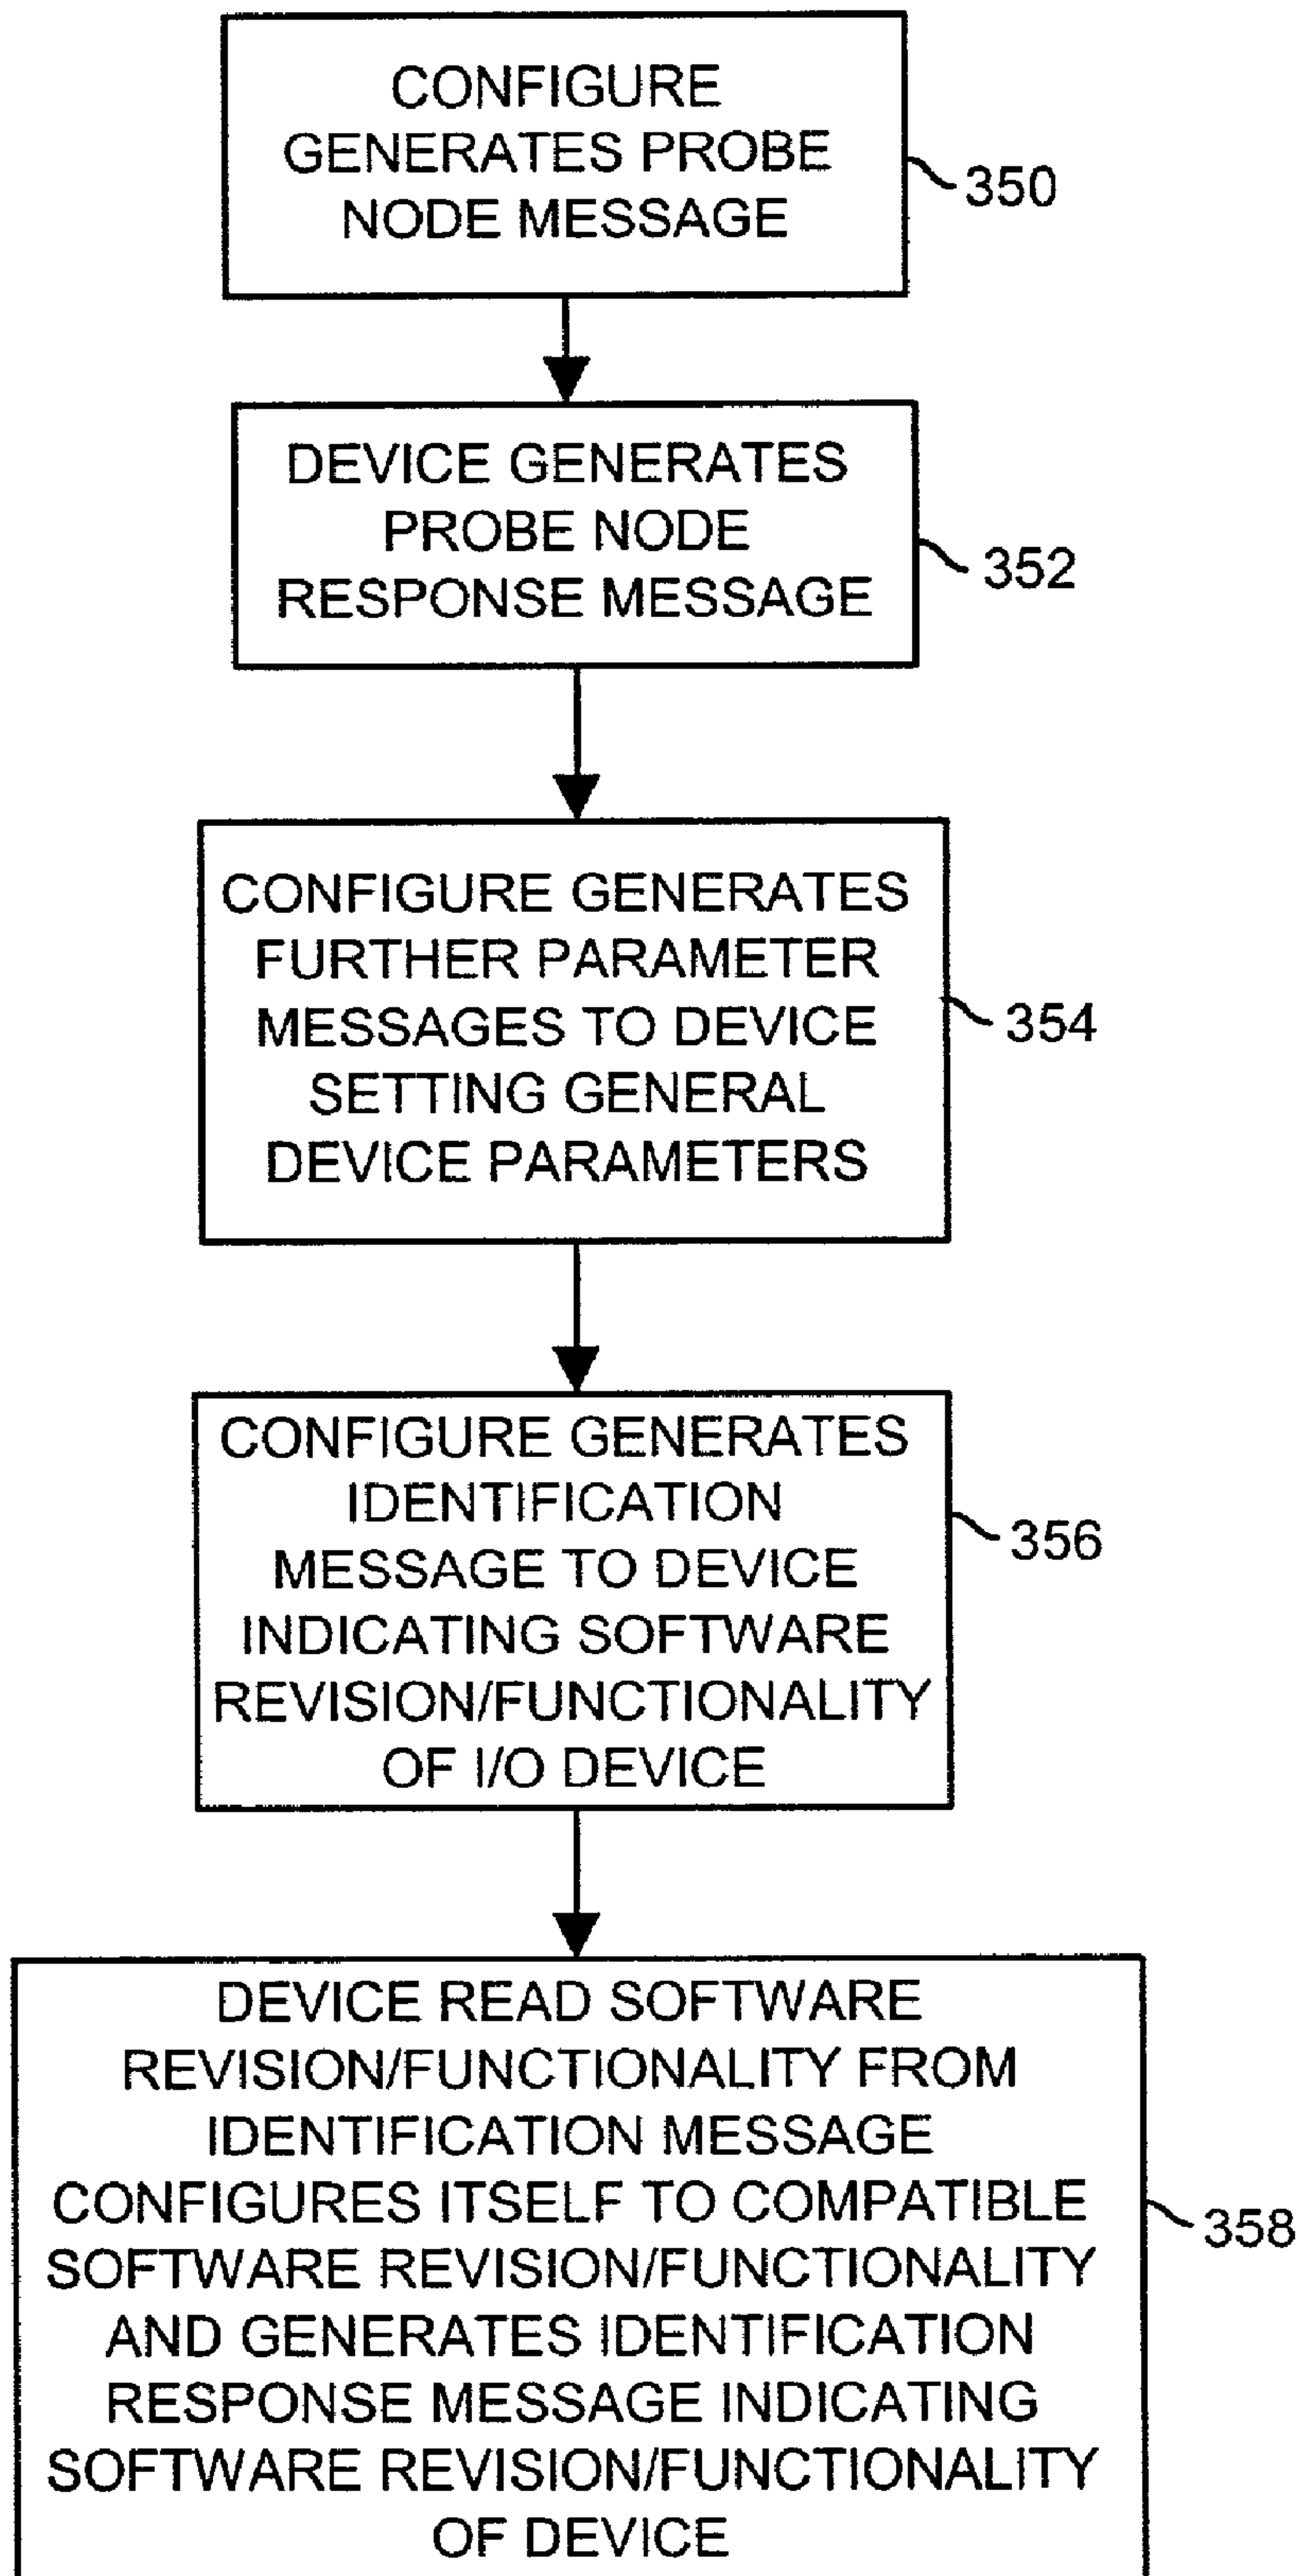 CONFIGURE
GENERATES PROBE
NODE MESSAGE
350
DEVICE GENERATES
PROBE NODE
RESPONSE MESSAGE
352
CONFIGURE GENERATES
FURTHER PARAMETER
MESSAGES TO DEVICE
SETTING GENERAL
DEVICE PARAMETERS
354
CONFIGURE GENERATES
IDENTIFICATION
MESSAGE TO DEVICE
INDICATING SOFTWARE
REVISION/FUNCTIONALITY
OF I/O DEVICE
356
DEVICE READ SOFTWARE
REVISION/FUNCTIONALITY FROM
IDENTIFICATION MESSAGE
CONFIGURES ITSELF TO COMPATIBLE
SOFTWARE REVISION/FUNCTIONALITY
AND GENERATES IDENTIFICATION
RESPONSE MESSAGE INDICATING
SOFTWARE REVISION/FUNCTIONALITY
OF DEVICE
358